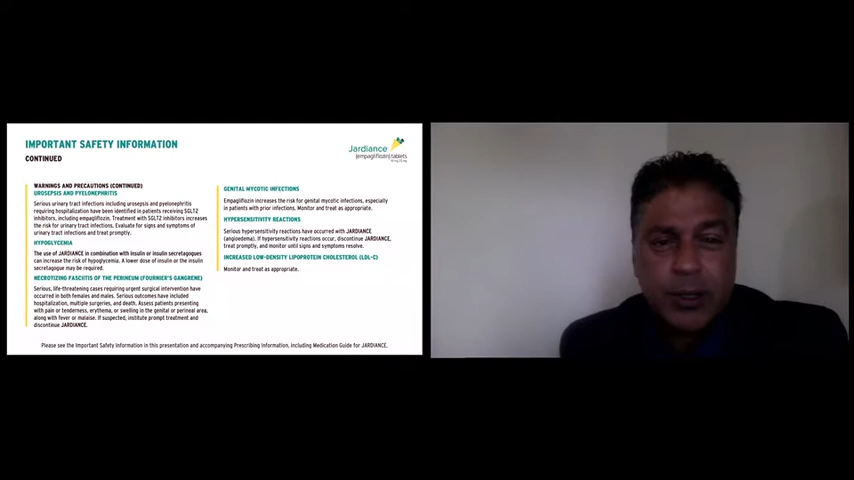 IMPORTANT SAFETY INFORMATION
CONTINUED
Jardiance
(empagliflozin) tablets
WARNINGS AND PRECAUTIONS (CONTINUED)
UROSEPSIS AND PYELONEPHRITIS
Serious urinary tract infections including urosepsis and pyelonephritis
requiring hospitalization have been identified in patients receiving SGLT2
inhibitors, including empagliflozin. Treatment with SGLT2 inhibitors increases
the risk for urinary tract infections. Evaluate for signs and symptoms of
urinary tract infections and treat promptly.
HYPOGLYCEMIA
The use of JARDIANCE in combination with insulin or insulin secretagogues
can increase the risk of hypoglycemia. A lower dose of insulin or the insulin
secretagogue may be required.
NECROTIZING FASCIITIS OF THE PERINEUM (FOURNIER'S GANGRENE)
Serious, life-threatening cases requiring urgent surgical intervention have
occurred in both females and males. Serious outcomes have included
hospitalization, multiple surgeries, and death. Assess patients presenting
with pain or tenderness, erythema, or swelling in the genital or perineal area,
along with fever or malaise. If suspected, institute prompt treatment and
discontinue JARDIANCE.
GENITAL MYCOTIC INFECTIONS
Empagliflozin increases the risk for genital mycotic infections, especially
in patients with prior infections. Monitor and treat as appropriate.
HYPERSENSITIVITY REACTIONS
Serious hypersensitivity reactions have occurred with JARDIANCE
(angioedema). If hypersensitivity reactions occur, discontinue JARDIANCE,
treat promptly, and monitor until signs and symptoms resolve.
INCREASED LOW-DENSITY LIPOPROTEIN CHOLESTEROL (LDL-C)
Monitor and treat as appropriate.
Please see the Important Safety Information in this presentation and accompanying Prescribing Information, including Medication Guide for JARDIANCE.